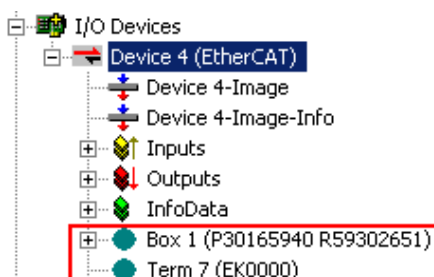 I/O Devices
Device 4 (EtherCAT)
Device 4-Image
Device 4-Image-Info
Inputs
Outputs
InfoData
Box 1 (P30165940 R59302651)
Term 7 (EK0000)